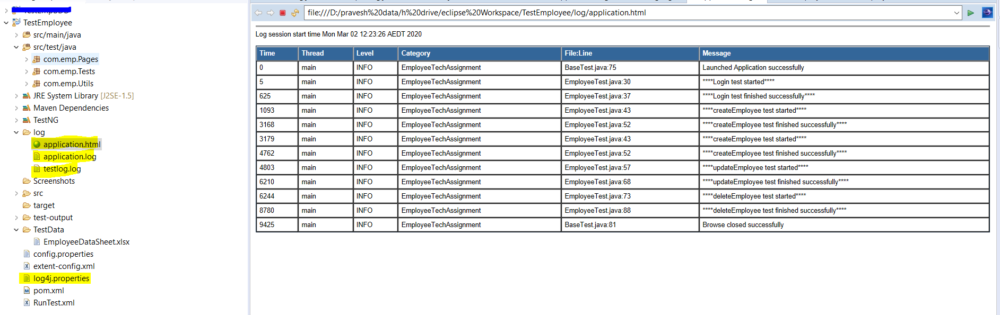 TestEmployee
src/main/java
src/test/java
com.emp.Pages
com.emp.Tests
com.emp.Utils
JRE System Library [J2SE-1.5]
Maven Dependencies
TestNG
log
application.html
application.log
testlog.log
Screenshots
src
target
test-output
TestData
EmployeeDataSheet.xlsx
config.properties
extent-config.xml
log4j.properties
pom.xml
RunTest.xml
file:///D:/pravesh%20data/h%20drive/eclipse%20Workspace/TestEmployee/log/application.html
Log session start time Mon Mar 02 12:23:26 AEDT 2020
Time Thread Level Category File:Line Message
0 main INFO EmployeeTechAssignment BaseTest.java:75 Launched Application successfully
5 main INFO EmployeeTechAssignment EmployeeTest.java:30 ****Login test started****
625 main INFO EmployeeTechAssignment EmployeeTest.java:37 ****Login test finished successfully****
1093 main INFO EmployeeTechAssignment EmployeeTest.java:43 ****createEmployee test started****
3168 main INFO EmployeeTechAssignment EmployeeTest.java:52 ****createEmployee test finished successfully****
3179 main INFO EmployeeTechAssignment EmployeeTest.java:43 ****createEmployee test started****
4762 main INFO EmployeeTechAssignment EmployeeTest.java:52 ****createEmployee test finished successfully****
4803 main INFO EmployeeTechAssignment EmployeeTest.java:57 ****updateEmployee test started****
6210 main INFO EmployeeTechAssignment EmployeeTest.java:68 ****updateEmployee test finished successfully****
6244 main INFO EmployeeTechAssignment EmployeeTest.java:73 ****deleteEmployee test started****
8780 main INFO EmployeeTechAssignment EmployeeTest.java:88 ****deleteEmployee test finished successfully****
9425 main INFO EmployeeTechAssignment BaseTest.java:81 Browse closed successfully